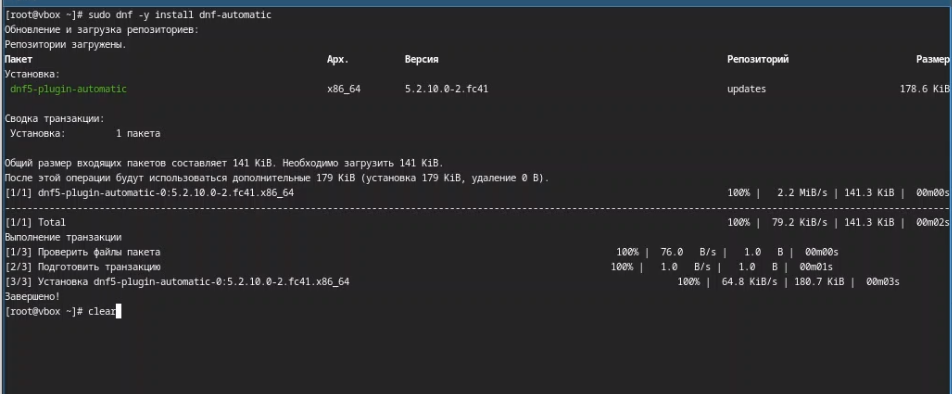 [root@vbox ~]# sudo dnf -y install dnf-automatic
Обновление и загрузка репозиториев:
Репозитории загружены.
Пакет Арх. Версия Репозиторий Размер
Установка:
dnf5-plugin-automatic x86_64 5.2.10.0-2.fc41 updates 178.6 KiB
Сводка транзакции:
Установка: 1 пакета
Общий размер входящих пакетов составляет 141 KiB. Необходимо загрузить 141 KiB.
После этой операции будут использоваться дополнительные 179 KiB (установка 179 KiB, удаление 0 B).
[1/1] dnf5-plugin-automatic-0:5.2.10.0-2.fc41.x86_64 100% | 2.2 MiB/s | 141.3 KiB | 00m00s
[1/1] Total 100% | 79.2 KiB/s | 141.3 KiB | 00m02s
Выполнение транзакции
[1/3] Проверить файлы пакета 100% | 76.0 B/s | 1.0 B | 00m00s
[2/3] Подготовить транзакцию 100% | 1.0 B/s | 1.0 B | 00m01s
[3/3] Установка dnf5-plugin-automatic-0:5.2.10.0-2.fc41.x86_64 100% | 64.8 KiB/s | 180.7 KiB | 00m03s
Завершено!
[root@vbox ~]# clear